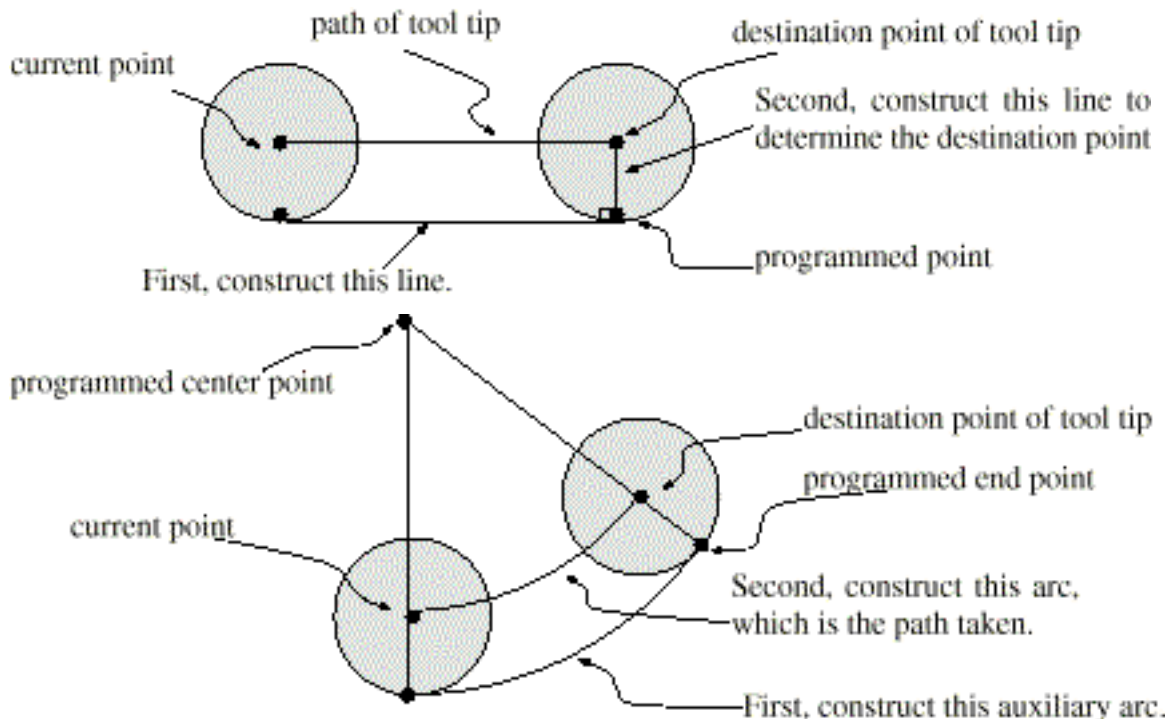 path of tool tip
destination point of tool tip
current point
Second, construct this line to
determine the destination point
programmed point
First, construct this line.
programmed center point
destination point of tool tip
programmed end point
current point
Second, construct this arc,
which is the path taken.
First, construct this auxiliary arc.